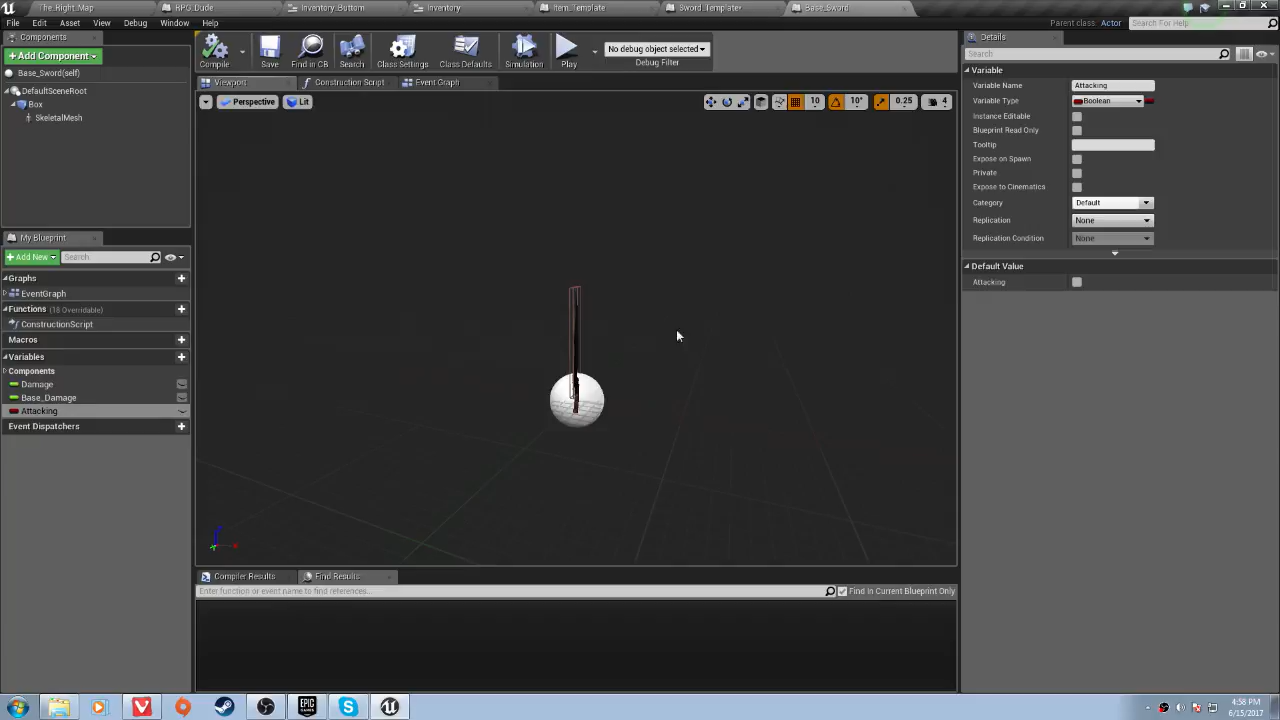 The_Right_Map
RPG_Dude
Inventory_Buttom
Inventory
Item_Template
Sword_Template*
Base_Sword
File
Edit
Asset
View
Debug
Window
Help
Parent class: Actor
Search For Help
Components
Details
Add Component
Search
Base_Sword(self)
DefaultSceneRoot
Box
SkeletalMesh
Compile
Save
Find in CB
Search
Class Settings
Class Defaults
Simulation
Play
No debug object selected
Debug Filter
Viewport
Construction Script
Event Graph
Perspective
Lit
10
10°
0.25
4
Variable
Variable Name
Attacking
Variable Type
Boolean
Instance Editable
Blueprint Read Only
Tooltip
Expose on Spawn
Private
Expose to Cinematics
Category
Default
Replication
None
Replication Condition
None
Default Value
Attacking
My Blueprint
Add New
Search
Graphs
EventGraph
Functions (18 Overridable)
ConstructionScript
Macros
Variables
Components
Damage
Base_Damage
Attacking
Event Dispatchers
Compiler Results
Find Results
Enter function or event name to find references...
Find In Current Blueprint Only
EPIC
GAMES
4:58 PM
6/15/2017